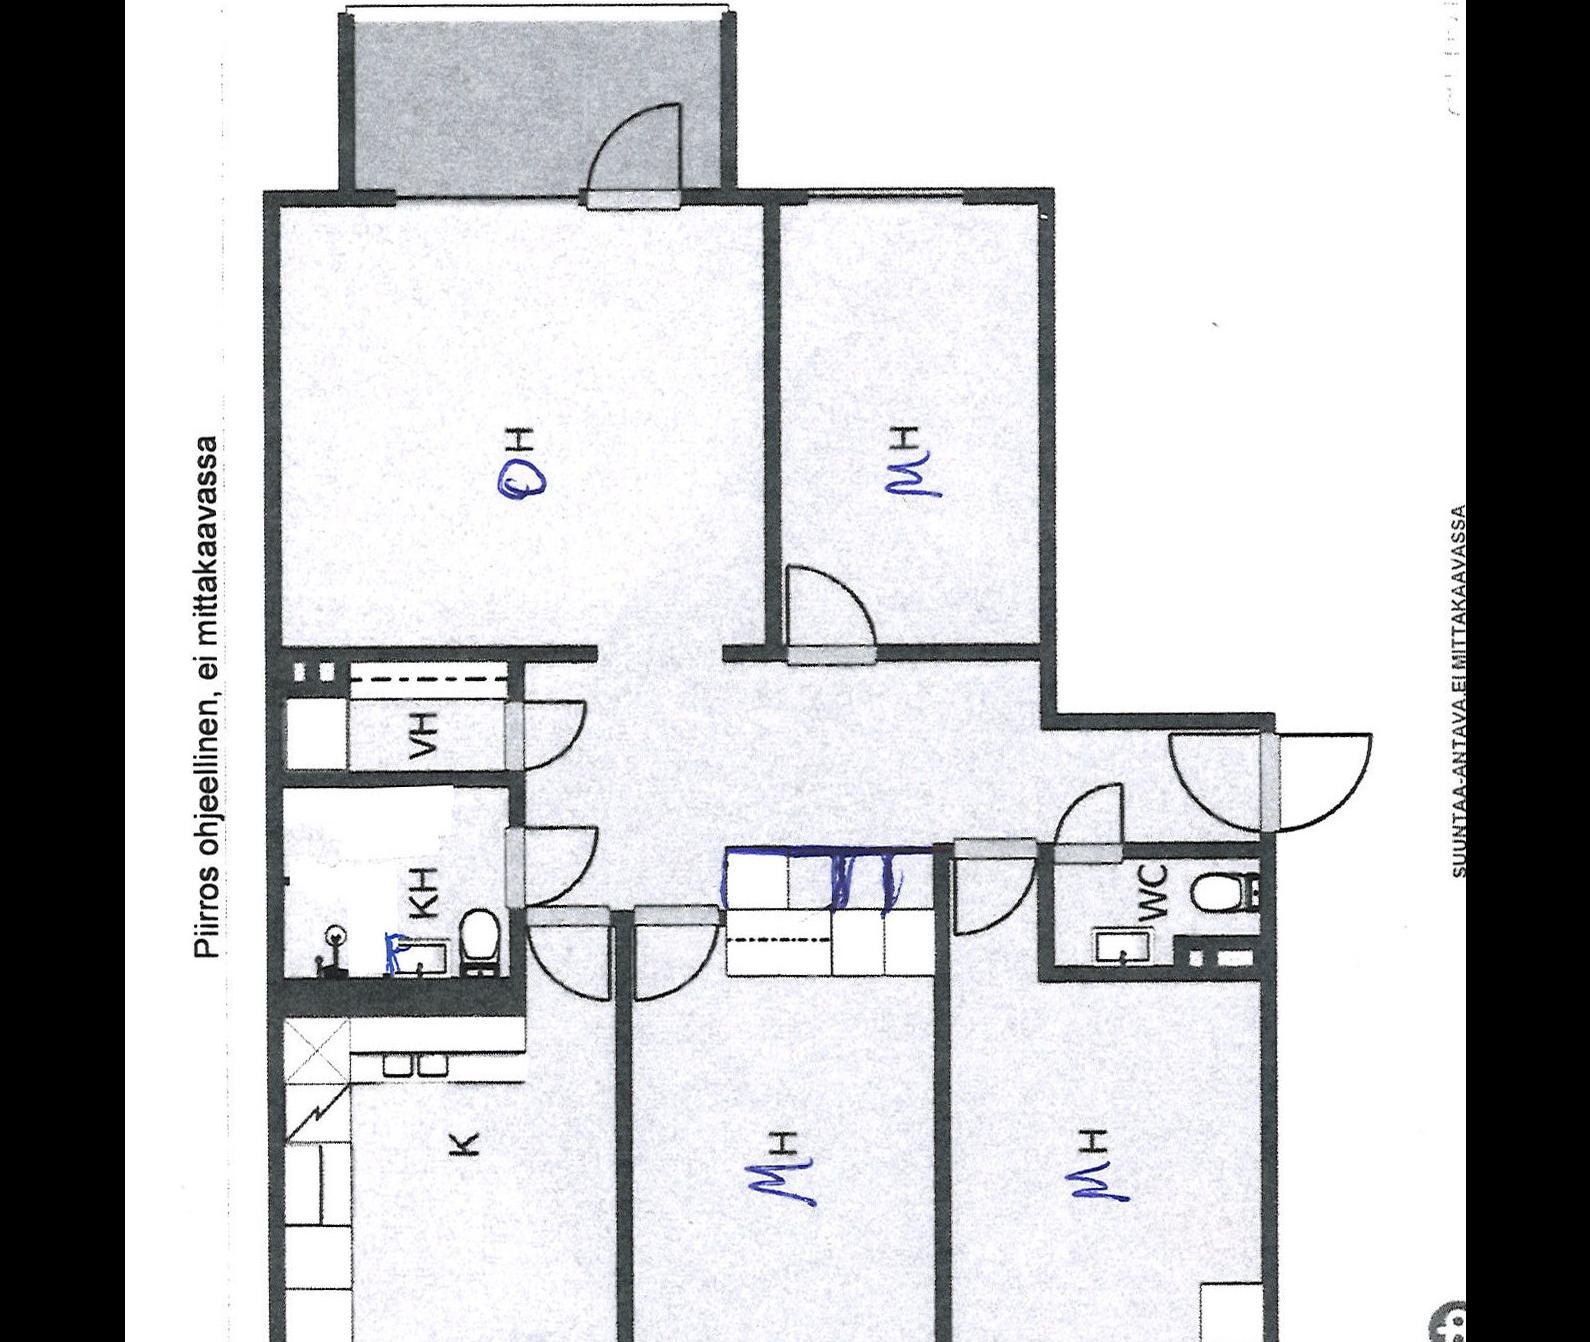 Piirros ohjeellinen, ei mittakaavassa
OH
MH
VH
KH
WC
K
MH
MH
SUUNTAA-ANTAVA, EI MITTAKAAVASSA